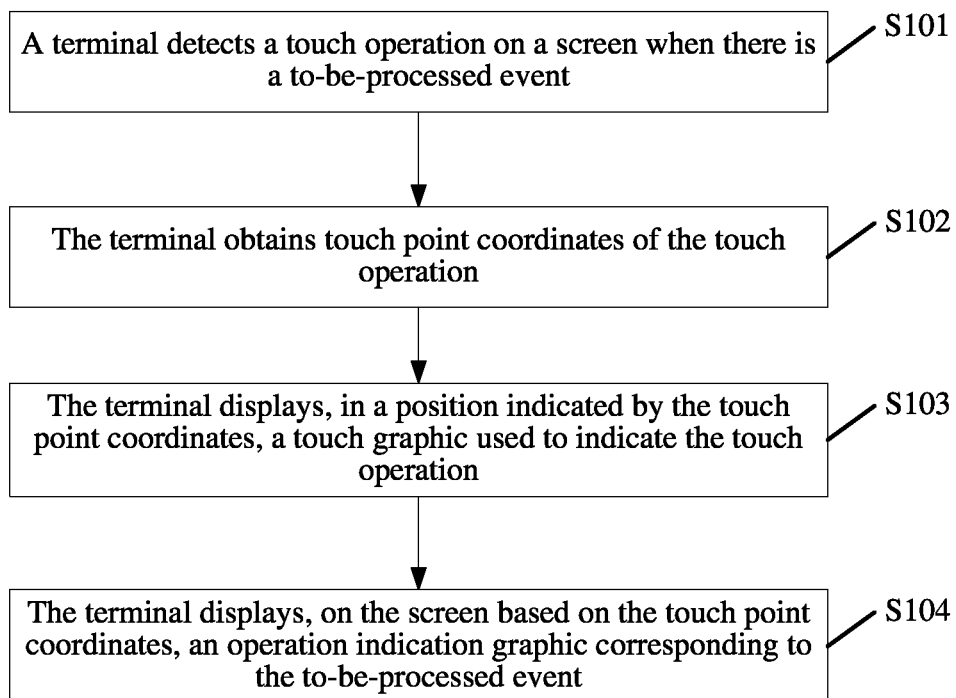 A terminal detects a touch operation on a screen when there is
a to-be-processed event
S101
The terminal obtains touch point coordinates of the touch
operation
S102
The terminal displays, in a position indicated by the touch
point coordinates, a touch graphic used to indicate the touch
operation
S103
The terminal displays, on the screen based on the touch point
coordinates, an operation indication graphic corresponding to
the to-be-processed event
S104